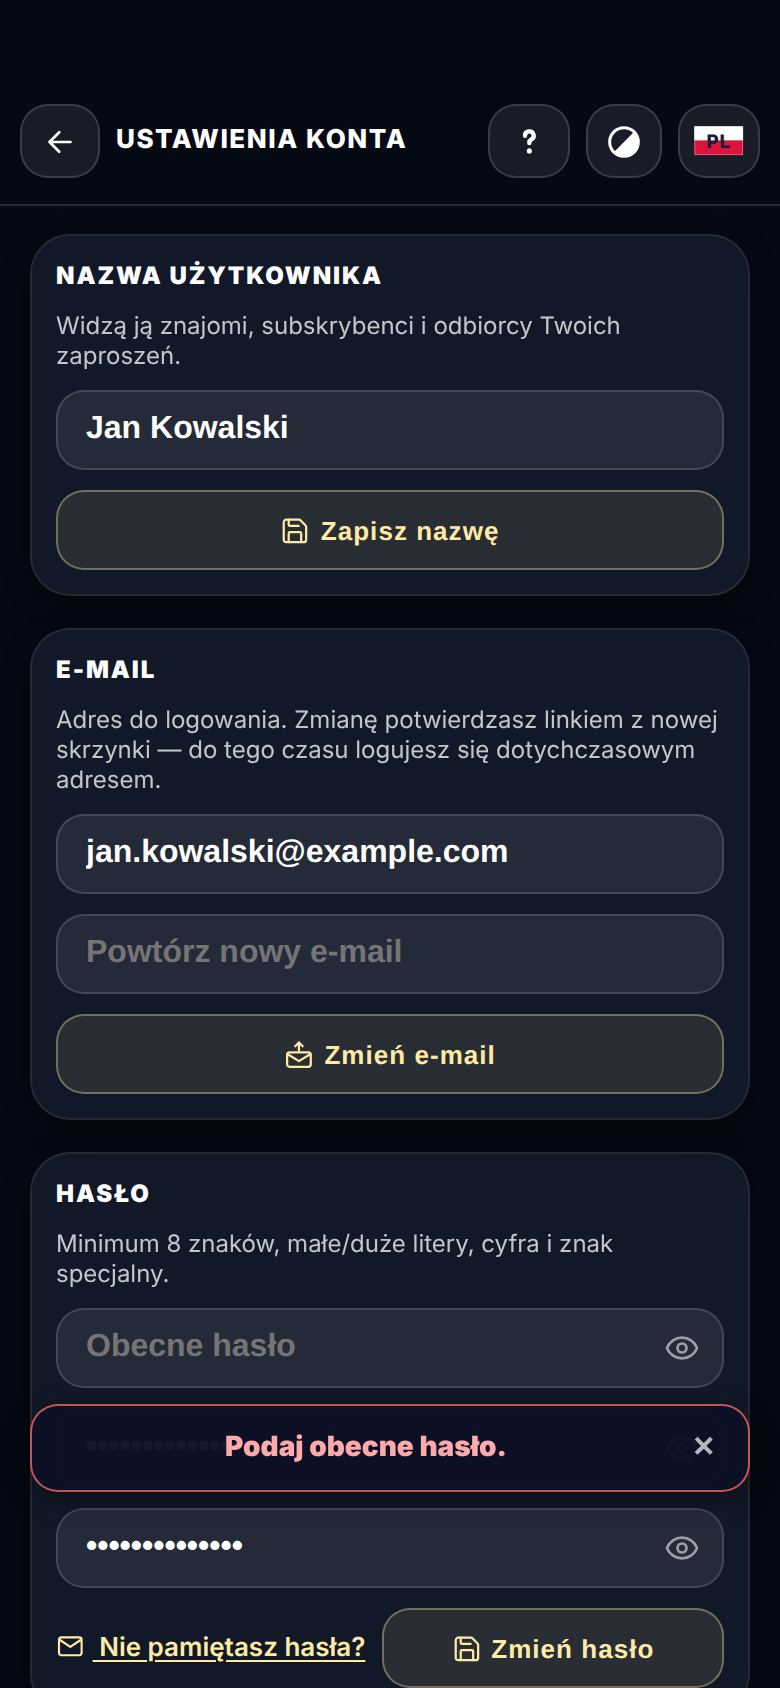 USTAWIENIA KONTA
?
PL
NAZWA UŻYTKOWNIKA
Widzą ją znajomi, subskrybenci i odbiorcy Twoich
zaproszeń.
Jan Kowalski
Zapisz nazwę
E-MAIL
Adres do logowania. Zmianę potwierdzasz linkiem z nowej
skrzynki — do tego czasu logujesz się dotychczasowym
adresem.
jan.kowalski@example.com
Powtórz nowy e-mail
Zmień e-mail
HASŁO
Minimum 8 znaków, małe/duże litery, cyfra i znak
specjalny.
Obecne hasło
Podaj obecne hasło. ✕
••••••••••••••
Nie pamiętasz hasła?
Zmień hasło